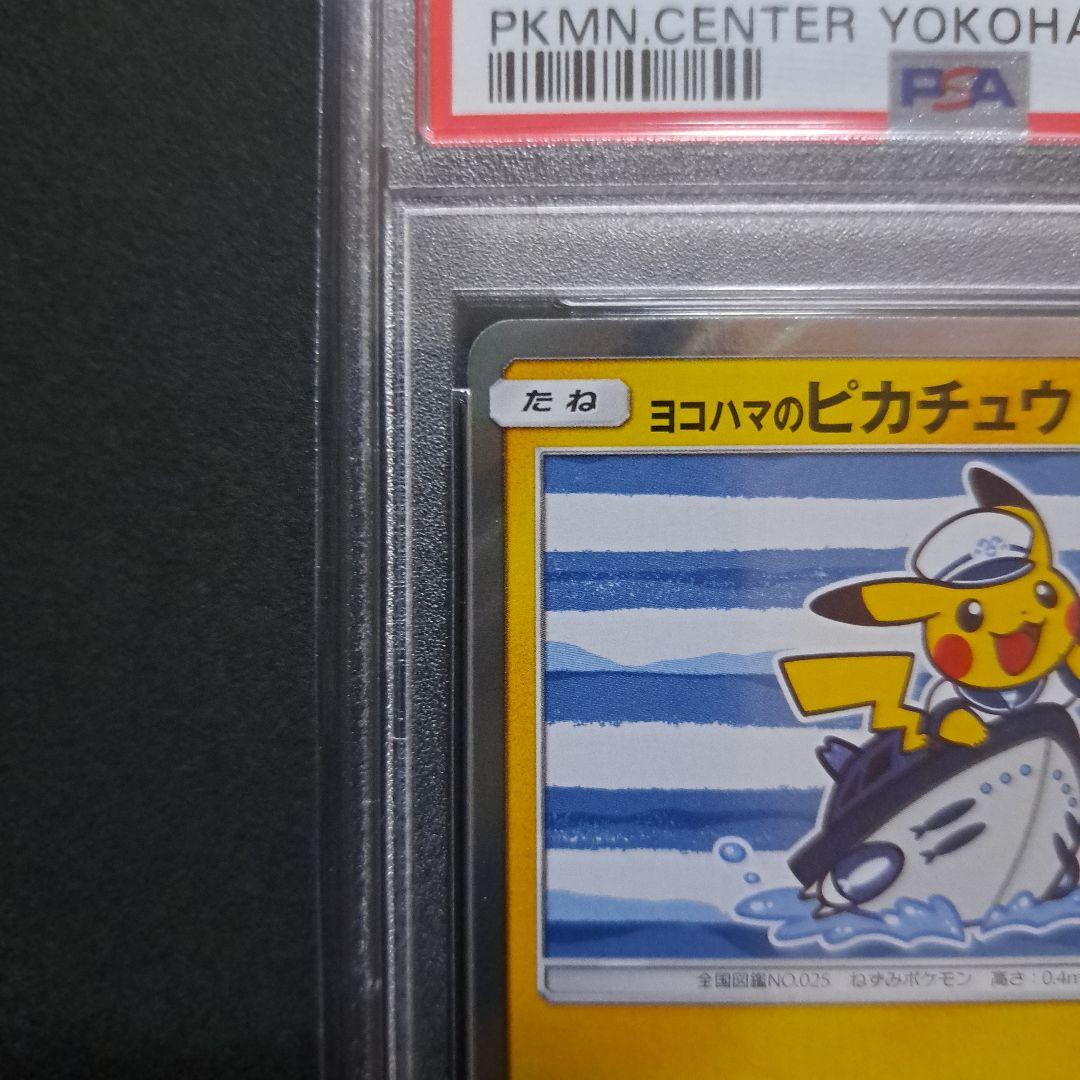 PKMN.CENTER YOKOHA
PSA
たね
ヨコハマのピカチュウ
全国図鑑NO.025 ねずみポケモン 高さ:0.4m